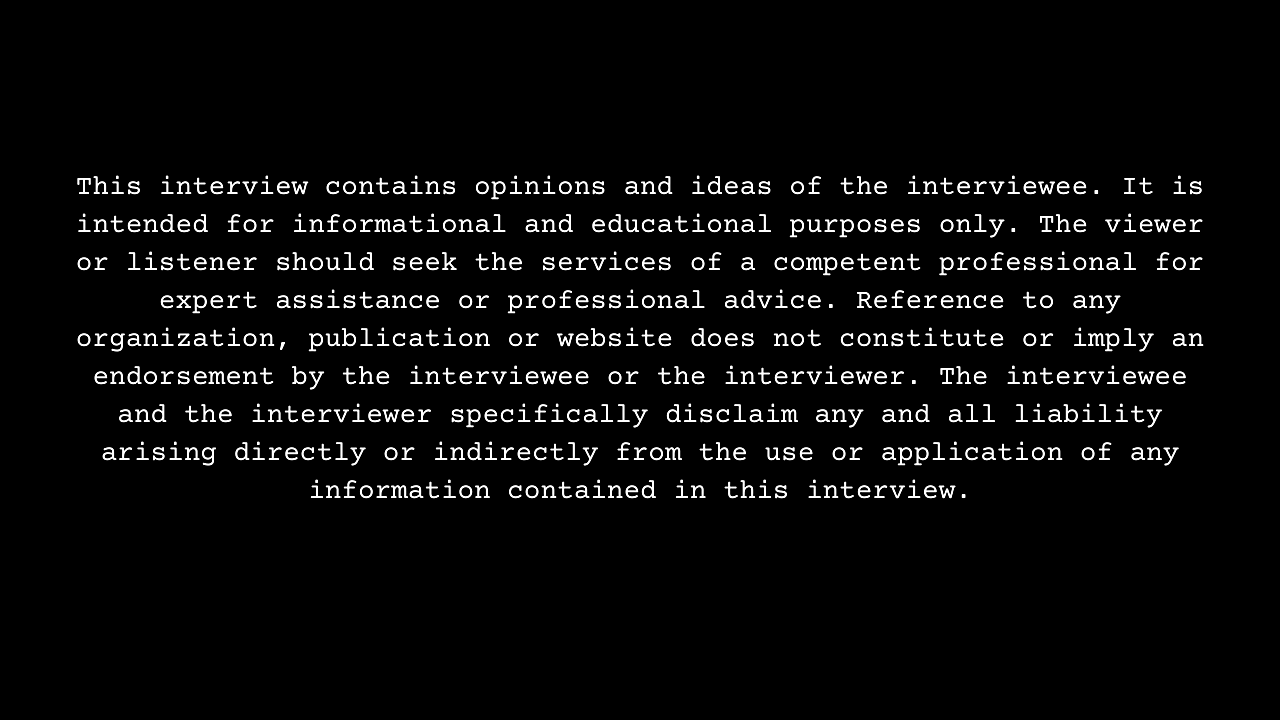 This interview contains opinions and ideas of the interviewee. It is
intended for informational and educational purposes only. The viewer
or listener should seek the services of a competent professional for
expert assistance or professional advice. Reference to any
organization, publication or website does not constitute or imply an
endorsement by the interviewee or the interviewer. The interviewee
and the interviewer specifically disclaim any and all liability
arising directly or indirectly from the use or application of any
information contained in this interview.